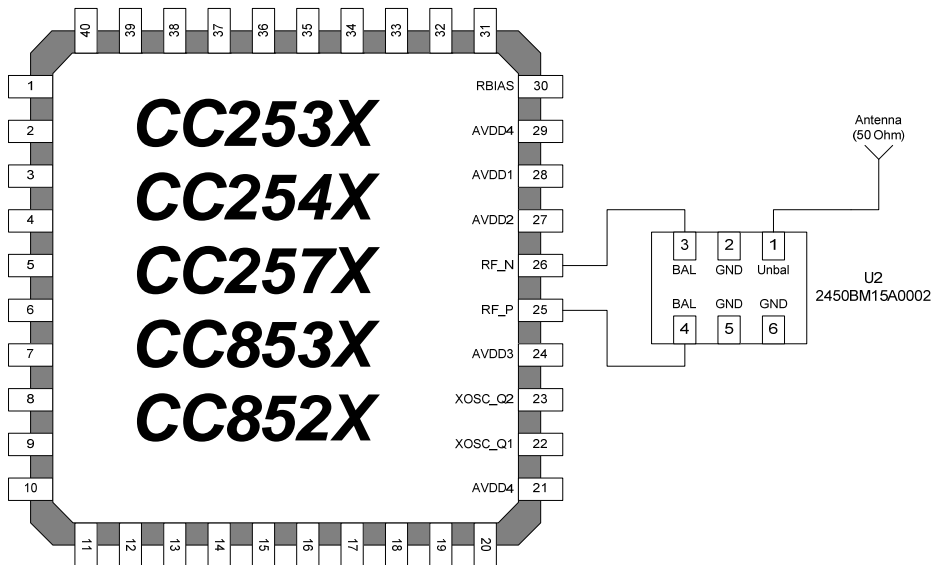 40 39 38 37 36 35 34 33 32 31
1
2
3
4
5
6
7
8
9
10
CC253X
CC254X
CC257X
CC853X
CC852X
RBIAS 30
AVDD4 29
AVDD1 28
AVDD2 27
RF_N 26
RF_P 25
AVDD3 24
XOSC_Q2 23
XOSC_Q1 22
AVDD4 21
11 12 13 14 15 16 17 18 19 20
Antenna
(50 Ohm)
3 2 1
BAL GND Unbal
BAL GND GND
4 5 6
U2
2450BM15A0002